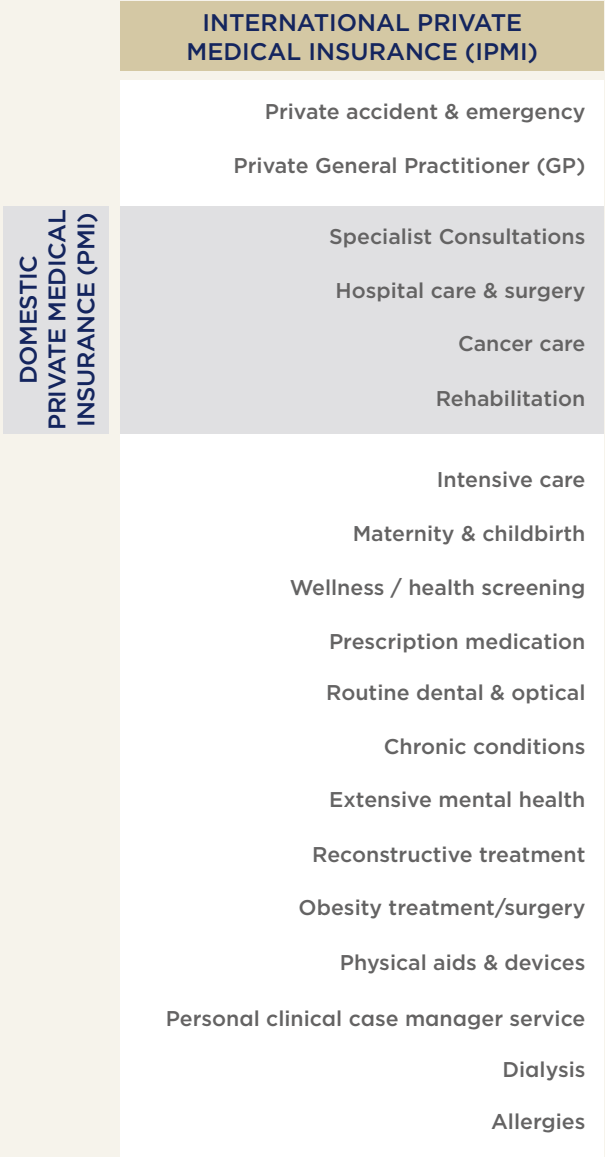 INTERNATIONAL PRIVATE
MEDICAL INSURANCE (IPMI)
Private accident & emergency
Private General Practitioner (GP)
DOMESTIC
PRIVATE MEDICAL
INSURANCE (PMI)
Specialist Consultations
Hospital care & surgery
Cancer care
Rehabilitation
Intensive care
Maternity & childbirth
Wellness / health screening
Prescription medication
Routine dental & optical
Chronic conditions
Extensive mental health
Reconstructive treatment
Obesity treatment/surgery
Physical aids & devices
Personal clinical case manager service
Dialysis
Allergies